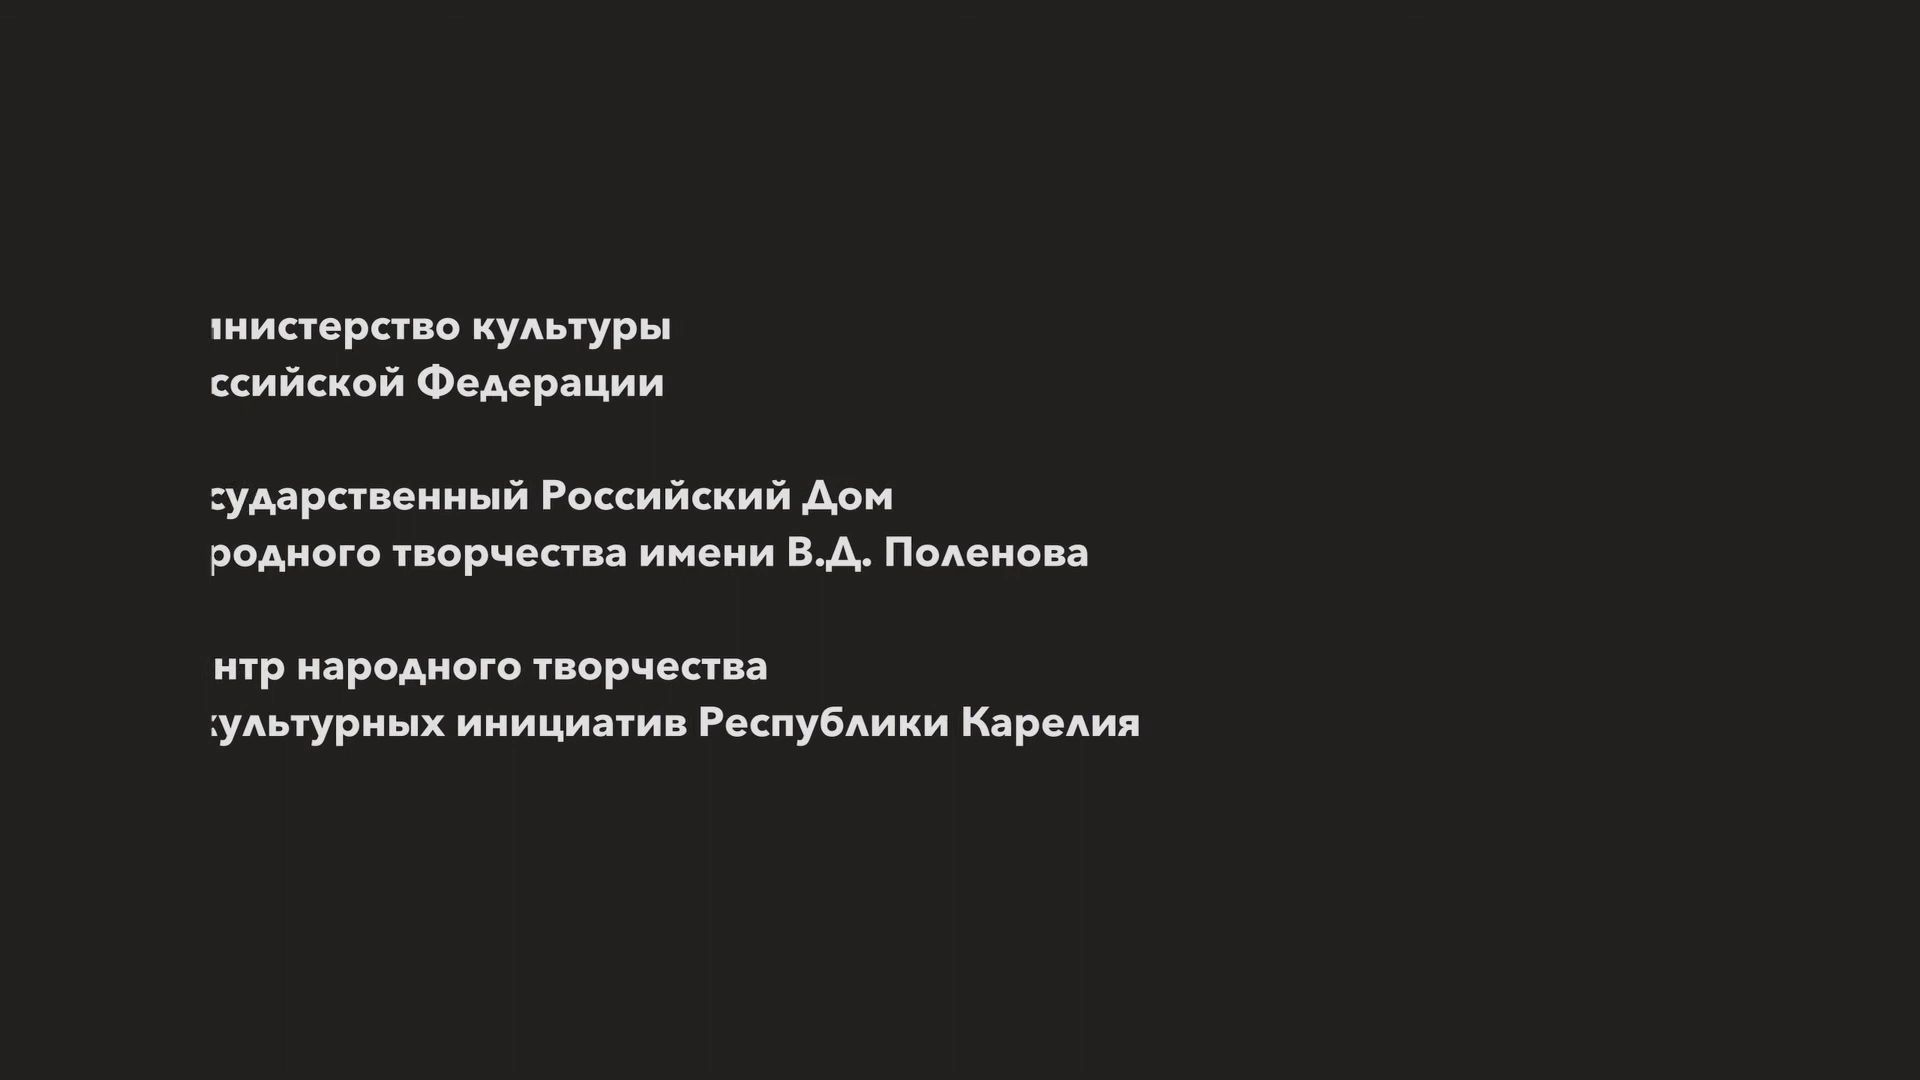 инистерство культуры
ссийской Федерации
сударственный Российский Дом
родного творчества имени В.Д. Поленова
нтр народного творчества
культурных инициатив Республики Карелия